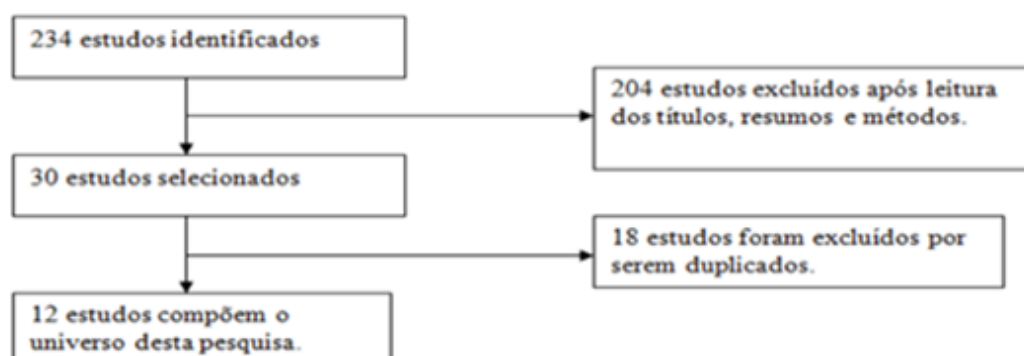 234 estudos identificados
204 estudos excluídos após leitura
dos títulos, resumos e métodos.
30 estudos selecionados
18 estudos foram excluídos por
serem duplicados.
12 estudos compõem o
universo desta pesquisa.